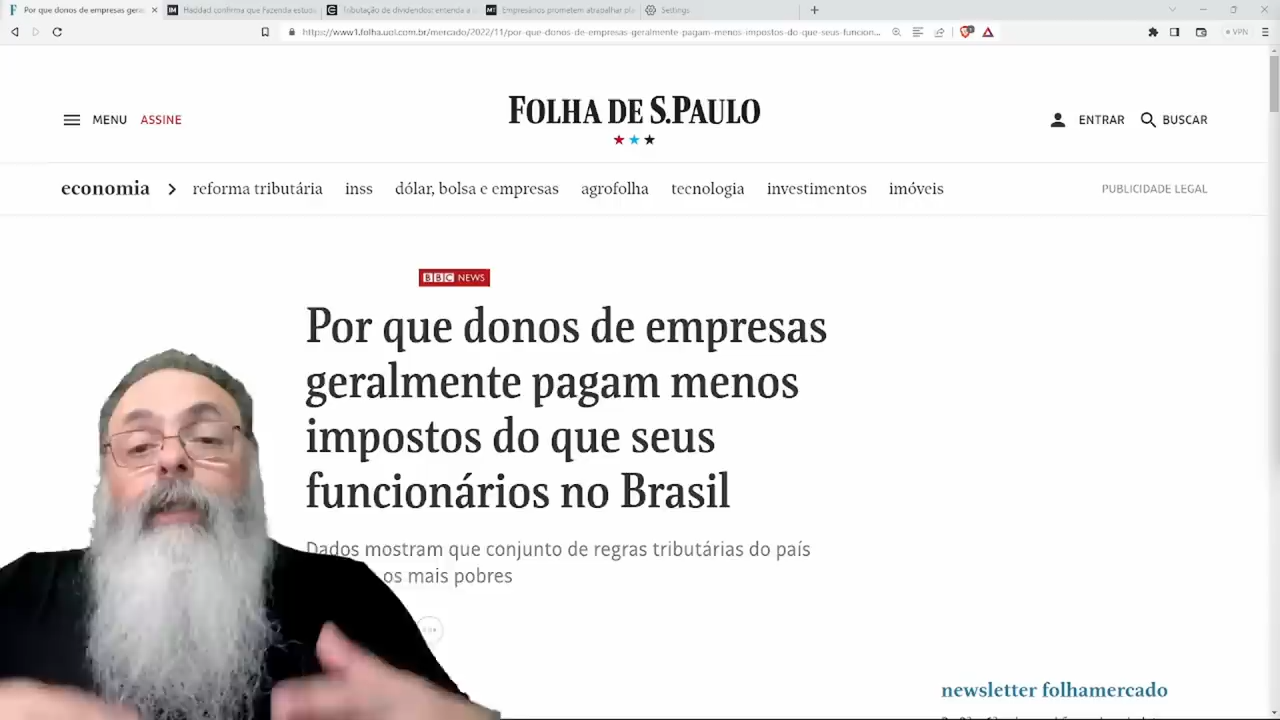 Por que donos de empresas gera
Haddad confirma que Fazenda estuda
Tributação de dividendos: entenda a
Empresários prometem atrapalhar pl
Settings
https://www1.folha.uol.com.br/mercado/2022/11/por-que-donos-de-empresas-geralmente-pagam-menos-impostos-do-que-seus-funcion...
VPN
FOLHA DE S.PAULO
MENU ASSINE
ENTRAR BUSCAR
economia reforma tributária inss dólar, bolsa e empresas agrofolha tecnologia investimentos imóveis PUBLICIDADE LEGAL
BBC NEWS
Por que donos de empresas
geralmente pagam menos
impostos do que seus
funcionários no Brasil
Dados mostram que conjunto de regras tributárias do país
os mais pobres
newsletter folhamercado